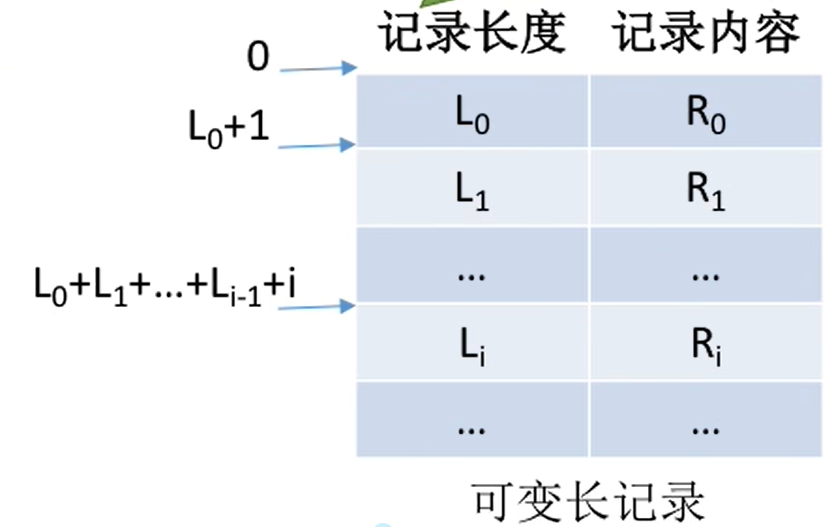 记录长度 记录内容
0
L₀ R₀
L₀+1
L₁ R₁
... ...
L₀+L₁+...+Lᵢ₋₁+i
Lᵢ Rᵢ
... ...
可变长记录